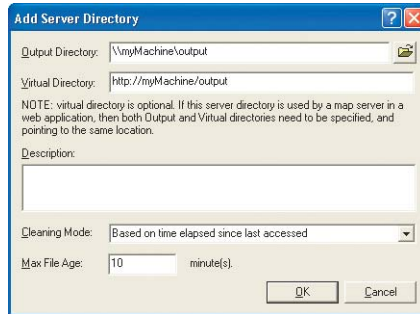 Add Server Directory
Output Directory: \\myMachine\output
Virtual Directory: http://myMachine/output
NOTE: virtual directory is optional. If this server directory is used by a map server in a
web application, then both Output and Virtual directories need to be specified, and
pointing to the same location.
Description:
Cleaning Mode: Based on time elapsed since last accessed
Max File Age: 10 minute(s).
OK Cancel